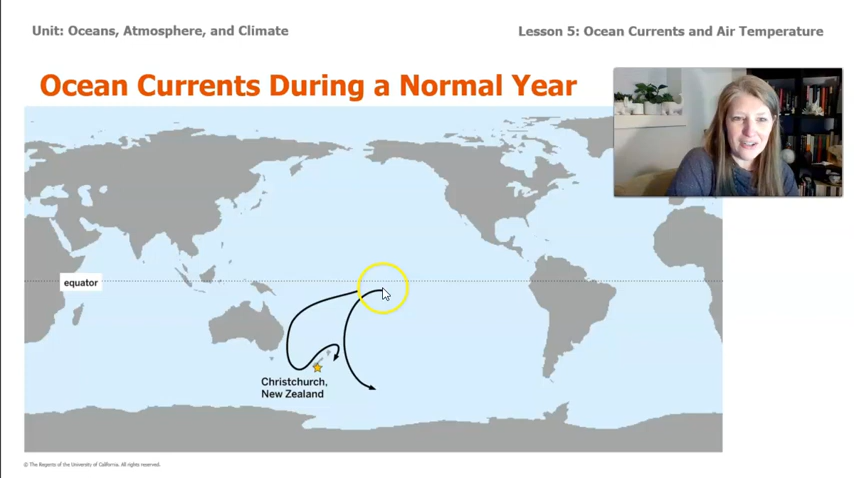 Unit: Oceans, Atmosphere, and Climate
Lesson 5: Ocean Currents and Air Temperature
Ocean Currents During a Normal Year
equator
Christchurch,
New Zealand
© The Regents of the University of California. All rights reserved.